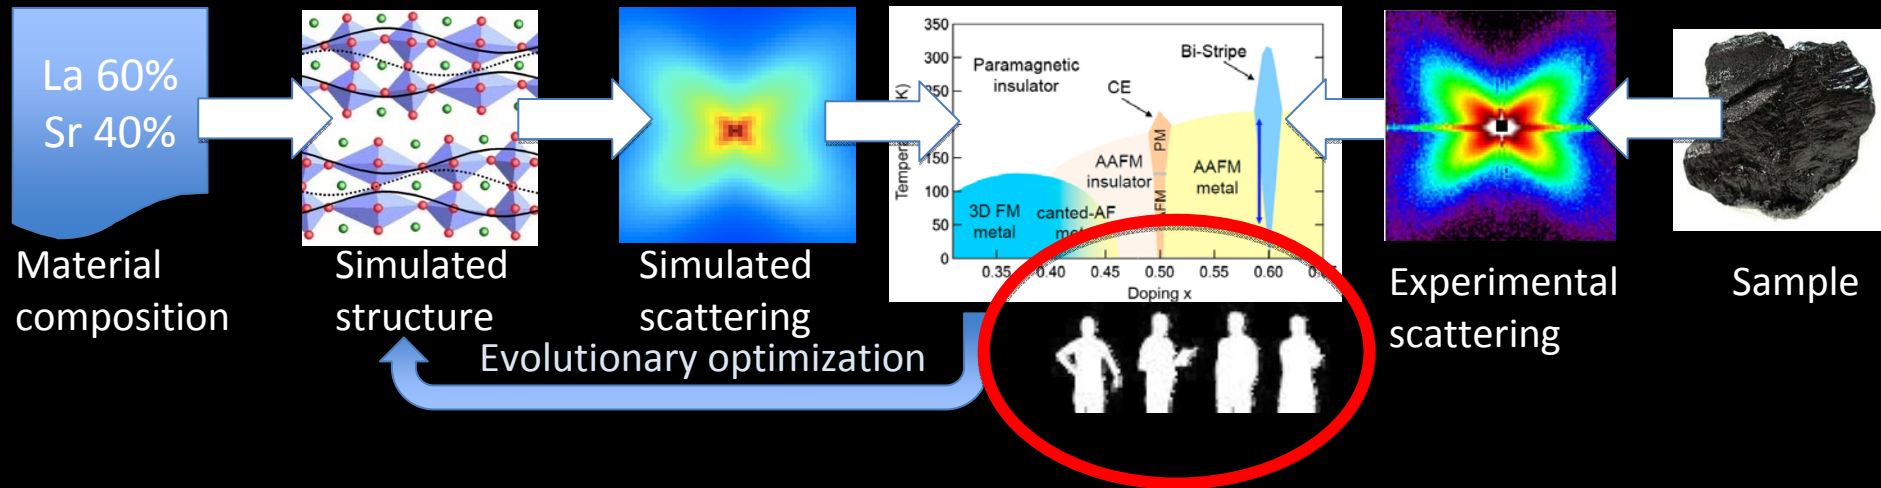 La 60%
Sr 40%
Material
composition
Simulated
structure
Simulated
scattering
Evolutionary optimization
350
300
250
150
100
50
0
Paramagnetic
insulator
Bi-Stripe
CE
PM
AAFM
insulator
AAFM
metal
3D FM
metal
canted-AF
0.35
0.40
0.45
0.50
0.55
0.60
Doping x
Experimental
scattering
Sample